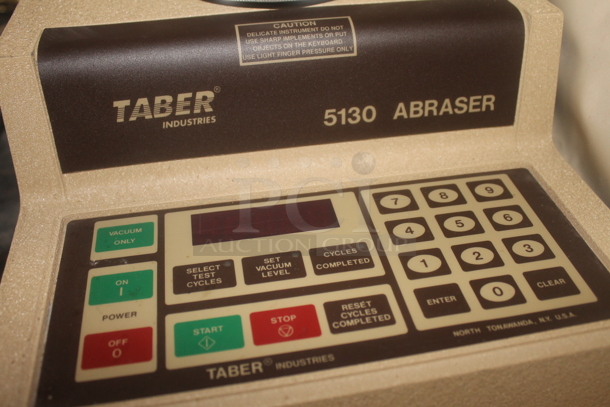 CAUTION
DELICATE INSTRUMENT DO NOT
USE SHARP IMPLEMENTS OR PUT
OBJECTS ON THE KEYBOARD
USE LIGHT FINGER PRESSURE ONLY
TABER®
INDUSTRIES
5130 ABRASER
PCI
AUCTION GROUP
VACUUM
ONLY
ON
I
POWER
OFF
O
SELECT
TEST
CYCLES
SET
VACUUM
LEVEL
CYCLES
COMPLETED
START
STOP
RESET
CYCLES
COMPLETED
7 8 9
4 5 6
1 2 3
ENTER 0 CLEAR
TABER® INDUSTRIES
NORTH TONAWANDA, N.Y. U.S.A.